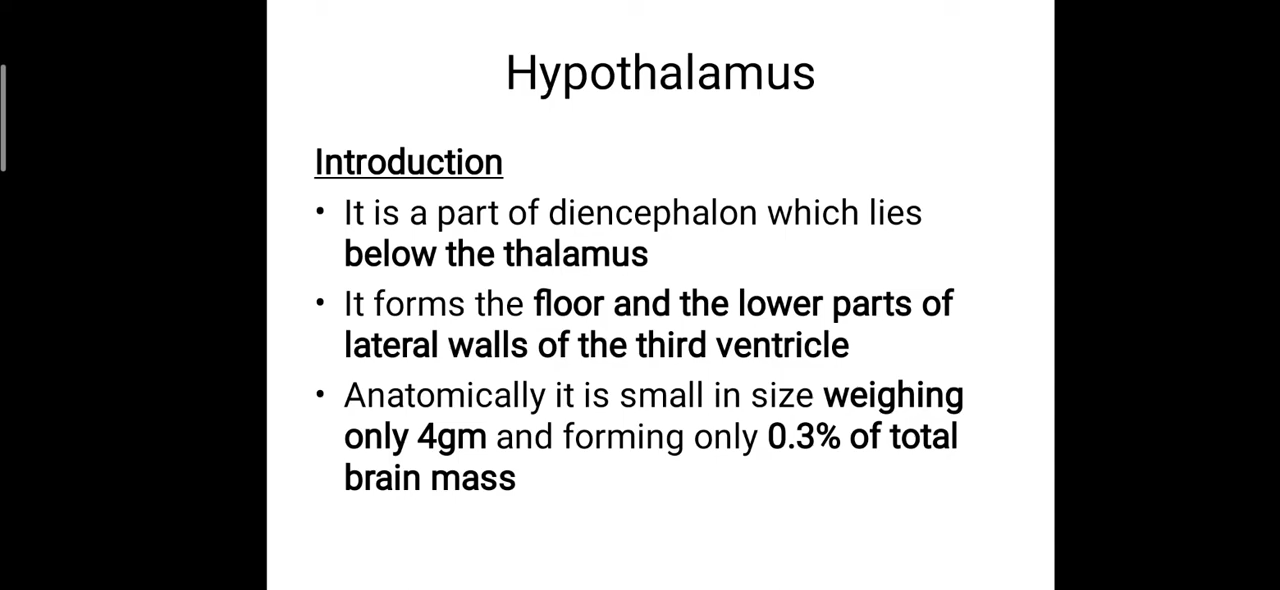 Hypothalamus
Introduction
• It is a part of diencephalon which lies
below the thalamus
• It forms the floor and the lower parts of
lateral walls of the third ventricle
• Anatomically it is small in size weighing
only 4gm and forming only 0.3% of total
brain mass